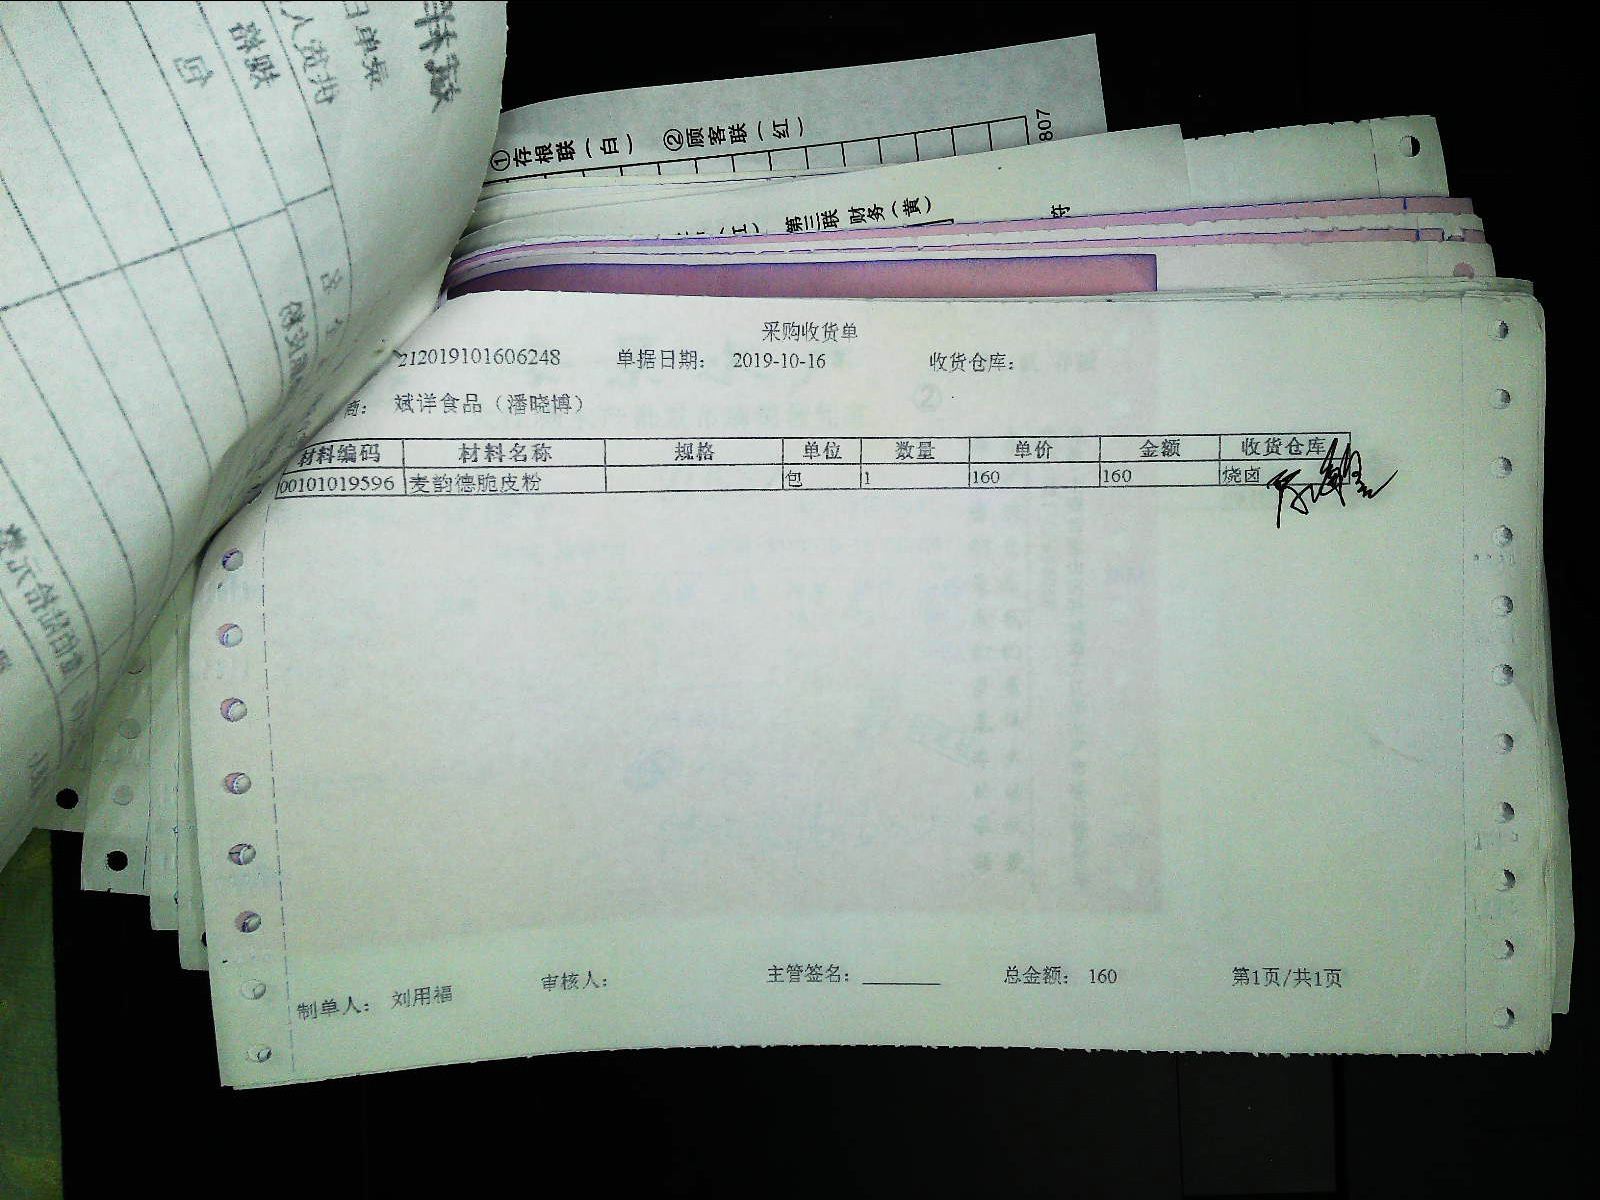 ①存根联（白） ②顾客联（红）
807
第三联 财务（黄）
采购收货单
212019101606248 单据日期： 2019-10-16 收货仓库：
商： 斌洋食品（潘晓博）
材料编码 材料名称 规格 单位 数量 单价 金额 收货仓库
00101019596 麦韵德脆皮粉 包 1 160 160 烧卤
制单人： 刘用福 审核人： 主管签名： 总金额： 160 第1页/共1页